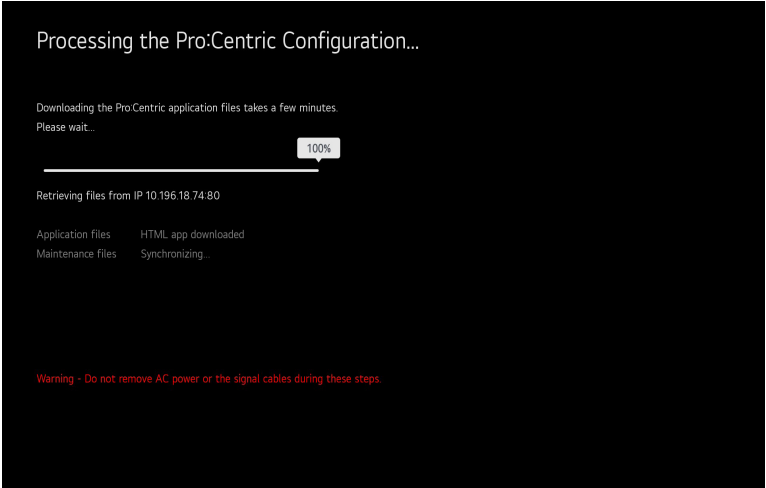 Processing the Pro:Centric Configuration...
Downloading the Pro:Centric application files takes a few minutes.
Please wait...
100%
Retrieving files from IP 10.196.18.74:80
Application files HTML app downloaded
Maintenance files Synchronizing...
Warning - Do not remove AC power or the signal cables during these steps.